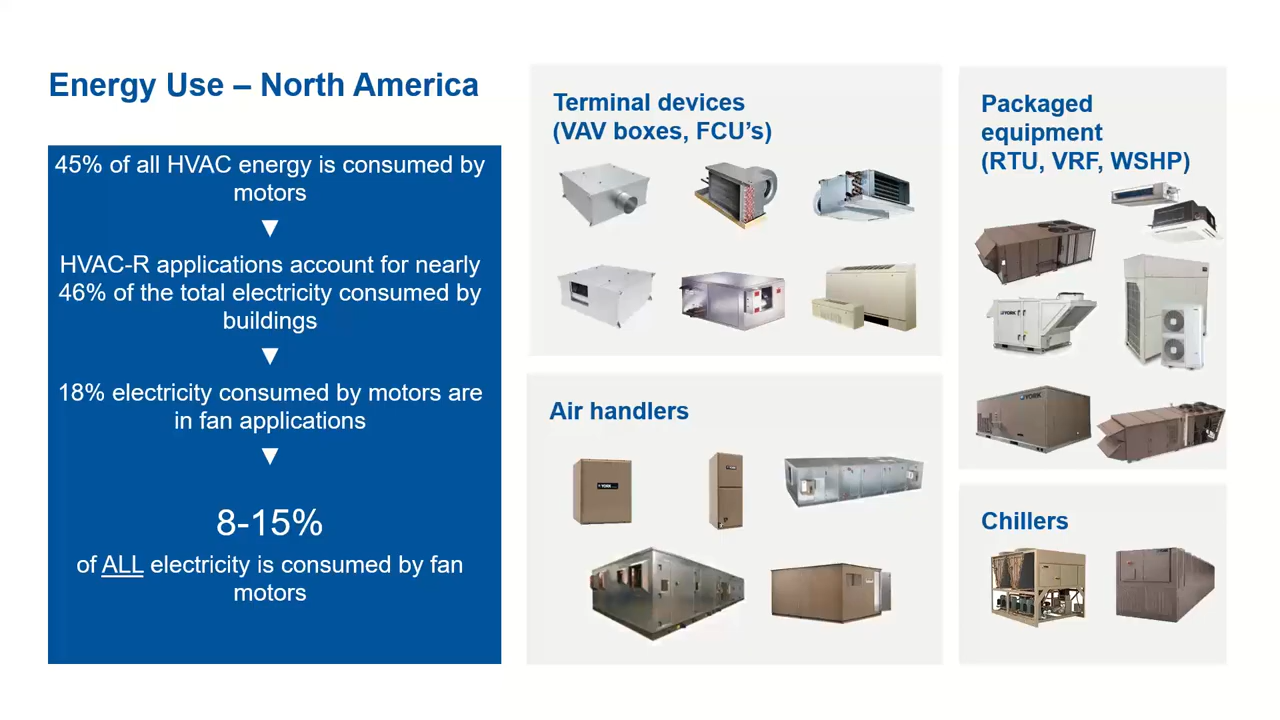 Energy Use – North America
45% of all HVAC energy is consumed by
motors
HVAC-R applications account for nearly
46% of the total electricity consumed by
buildings
18% electricity consumed by motors are
in fan applications
8-15%
of ALL electricity is consumed by fan
motors
Terminal devices
(VAV boxes, FCU’s)
Air handlers
YORK
Packaged
equipment
(RTU, VRF, WSHP)
YORK
YORK
Chillers